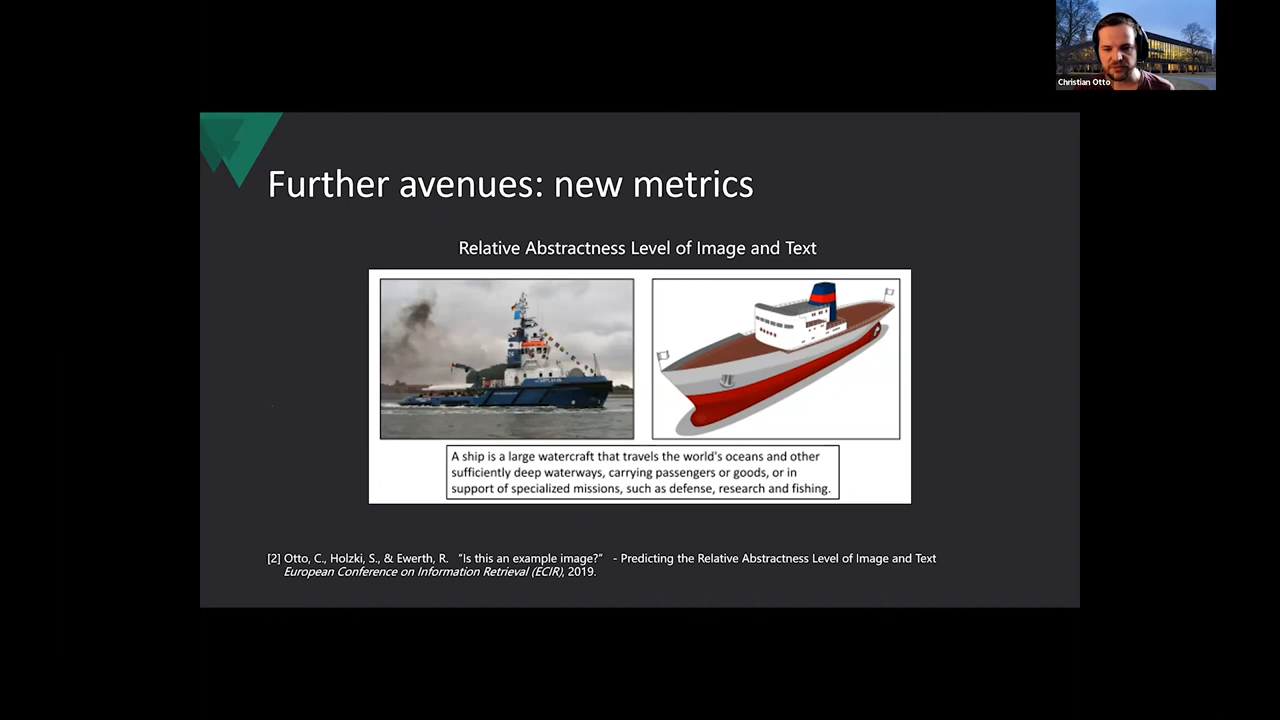 Christian Otto
Further avenues: new metrics
Relative Abstractness Level of Image and Text
A ship is a large watercraft that travels the world's oceans and other
sufficiently deep waterways, carrying passengers or goods, or in
support of specialized missions, such as defense, research and fishing.
[2] Otto, C., Holzki, S., & Ewerth, R. "Is this an example image?" - Predicting the Relative Abstractness Level of Image and Text
European Conference on Information Retrieval (ECIR), 2019.